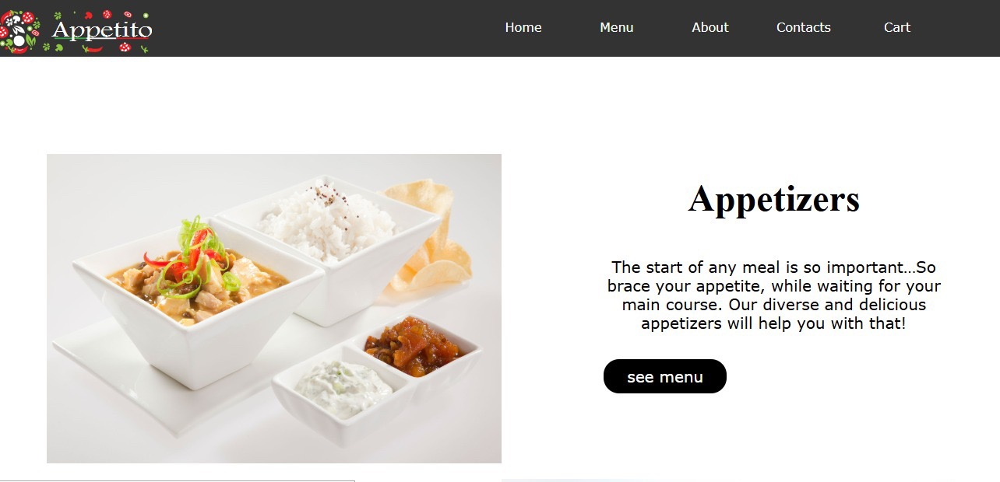 Appetito
Home Menu About Contacts Cart
Appetizers
The start of any meal is so important...So
brace your appetite, while waiting for your
main course. Our diverse and delicious
appetizers will help you with that!
see menu